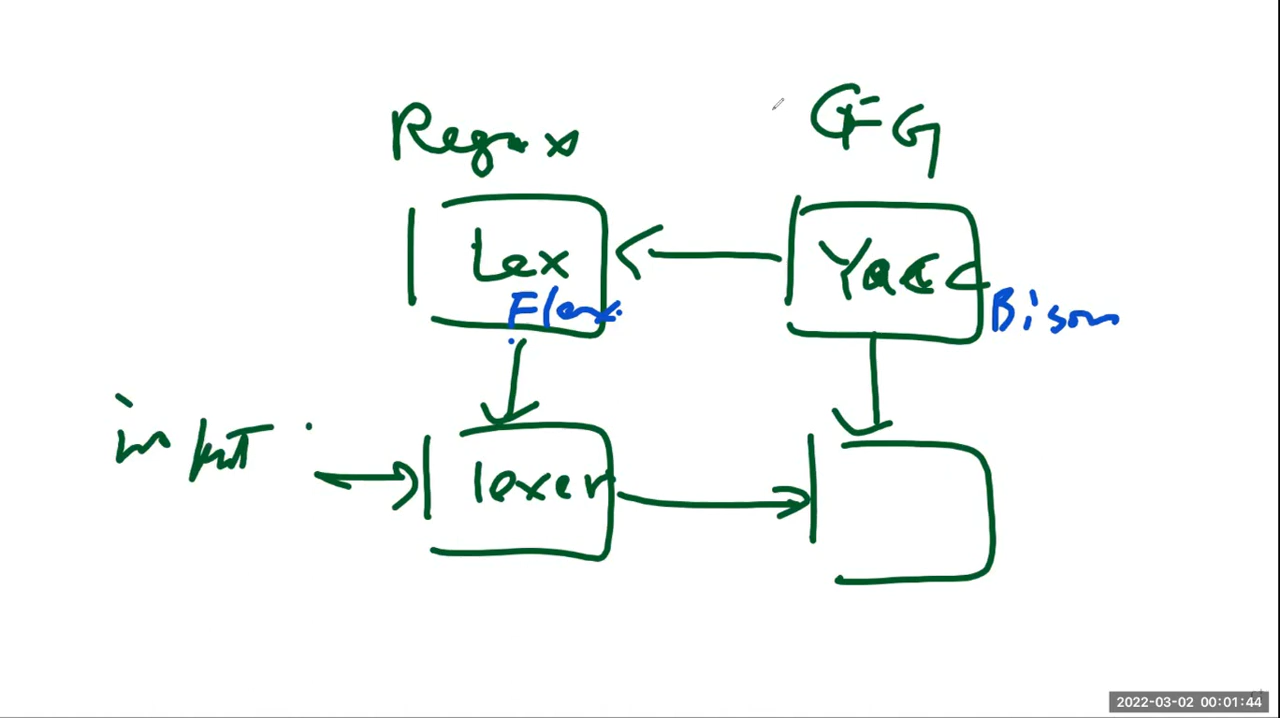 Regex
CFG
Lex
Yacc
Flex
Bison
input
lexer
2022-03-02 00:01:44